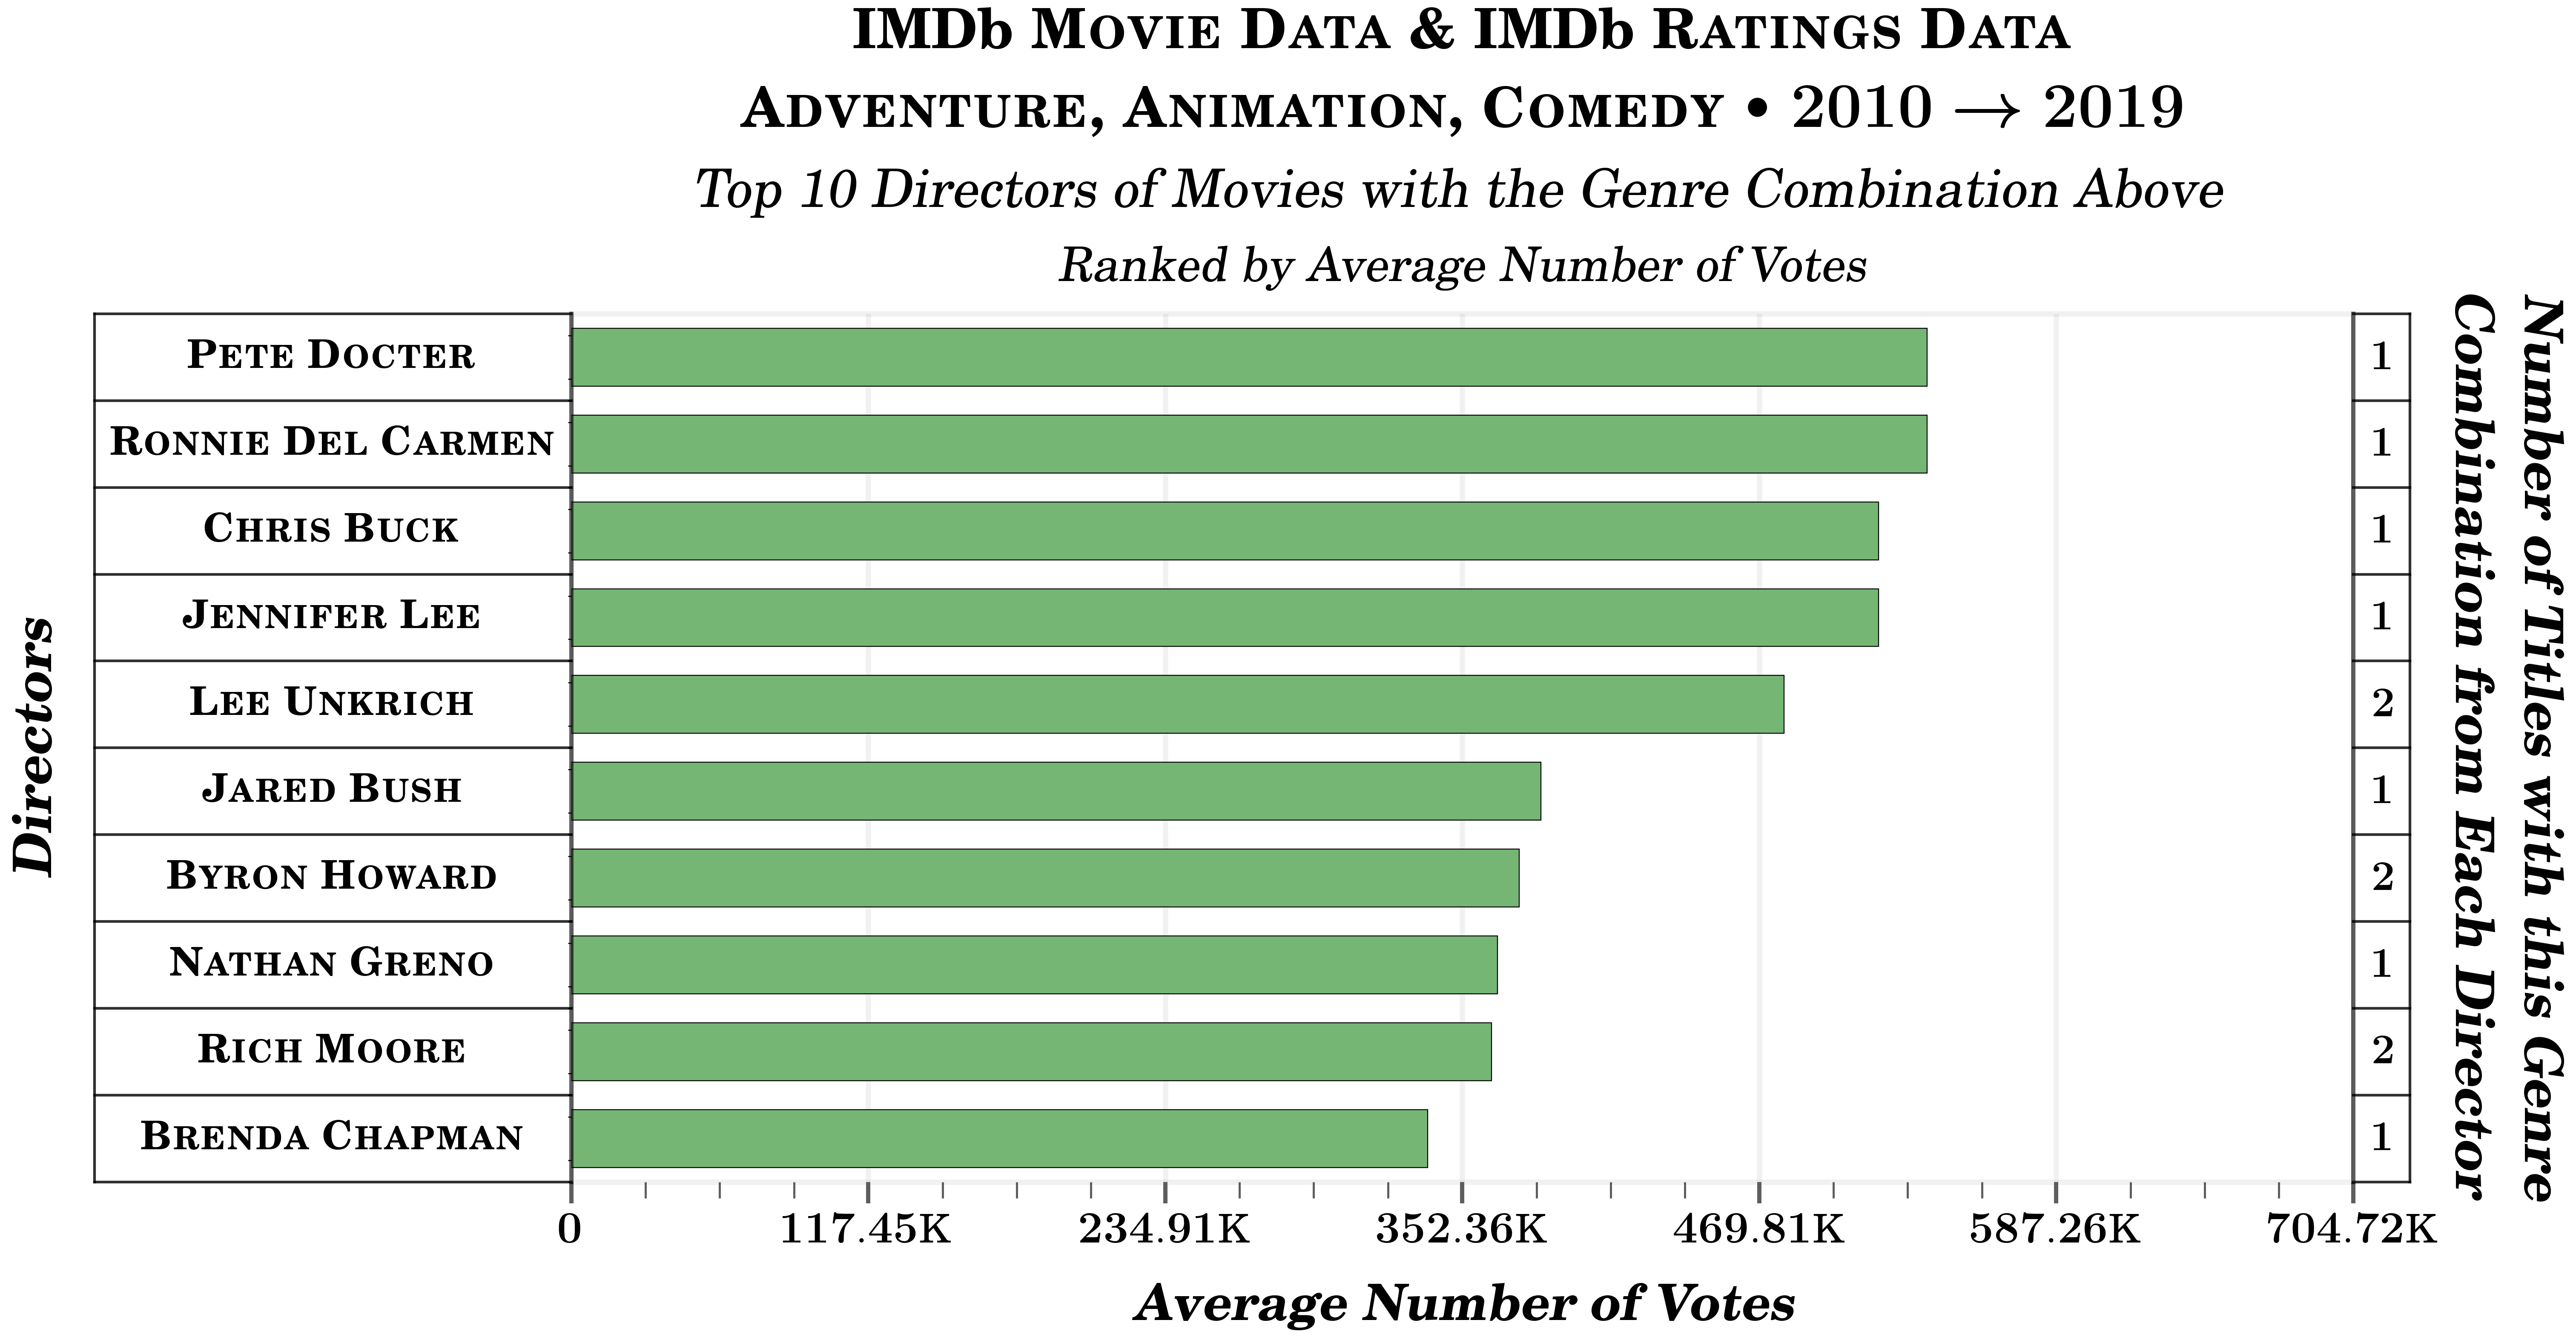 IMDb Movie Data & IMDb Ratings Data
Adventure, Animation, Comedy • 2010 → 2019
Top 10 Directors of Movies with the Genre Combination Above
Ranked by Average Number of Votes
Directors
Pete Docter
1
Ronnie Del Carmen
1
Chris Buck
1
Jennifer Lee
1
Lee Unkrich
2
Jared Bush
1
Byron Howard
2
Nathan Greno
1
Rich Moore
2
Brenda Chapman
1
Number of Titles with this Genre
Combination from Each Director
0 117.45K 234.91K 352.36K 469.81K 587.26K 704.72K
Average Number of Votes